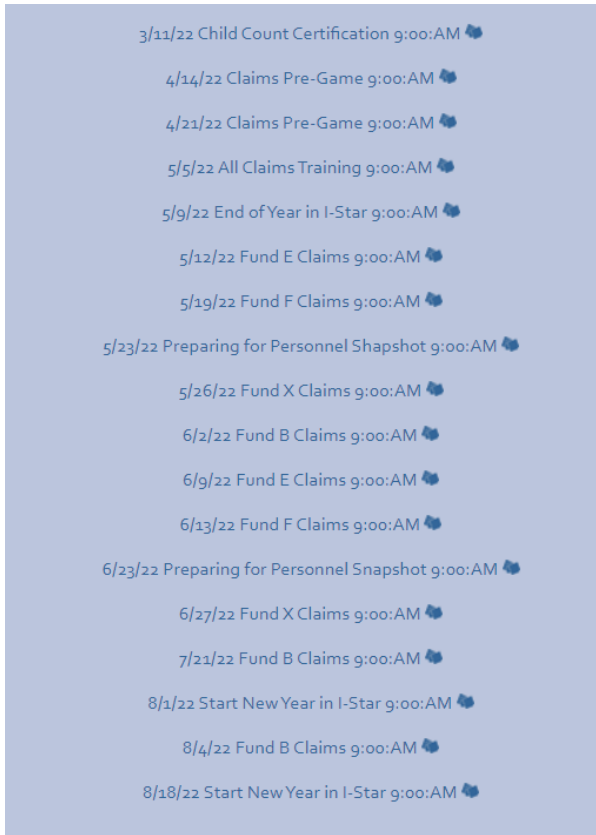 3/11/22 Child Count Certification 9:00:AM
4/14/22 Claims Pre-Game 9:00:AM
4/21/22 Claims Pre-Game 9:00:AM
5/5/22 All Claims Training 9:00:AM
5/9/22 End of Year in I-Star 9:00:AM
5/12/22 Fund E Claims 9:00:AM
5/19/22 Fund F Claims 9:00:AM
5/23/22 Preparing for Personnel Shapshot 9:00:AM
5/26/22 Fund X Claims 9:00:AM
6/2/22 Fund B Claims 9:00:AM
6/9/22 Fund E Claims 9:00:AM
6/13/22 Fund F Claims 9:00:AM
6/23/22 Preparing for Personnel Snapshot 9:00:AM
6/27/22 Fund X Claims 9:00:AM
7/21/22 Fund B Claims 9:00:AM
8/1/22 Start New Year in I-Star 9:00:AM
8/4/22 Fund B Claims 9:00:AM
8/18/22 Start New Year in I-Star 9:00:AM